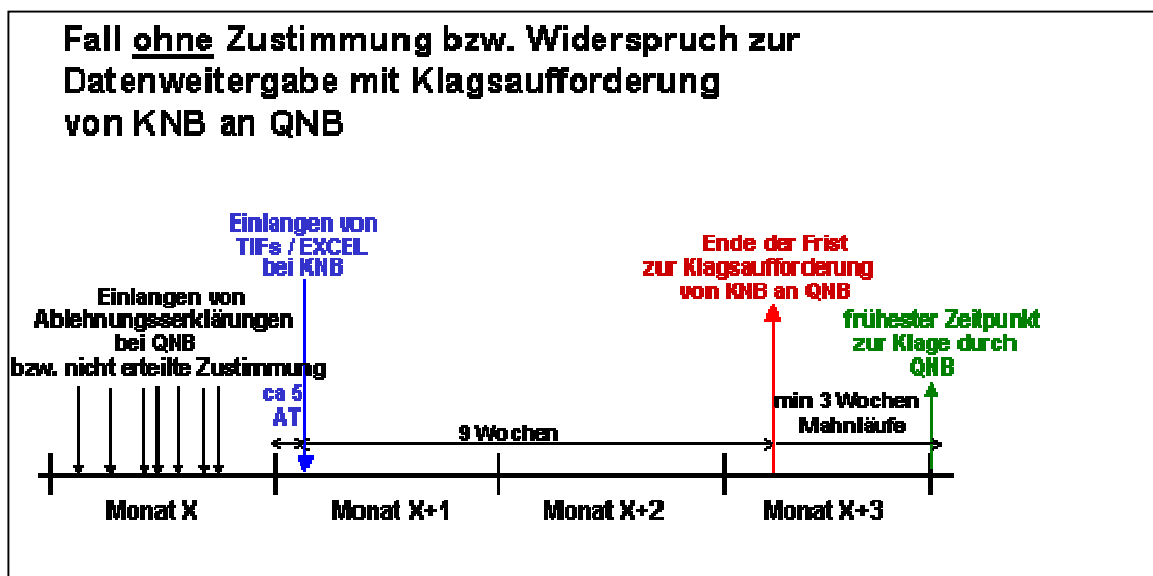 Fall ohne Zustimmung bzw. Widerspruch zur
Datenweitergabe mit Klagsaufforderung
von KNB an QNB
Einlangen von
TIFs / EXCEL
bei KNB
Ende der Frist
zur Klagsaufforderung
von KNB an QNB
Einlangen von
Ablehnungsserklärungen
bei QNB
bzw. nicht erteilte Zustimmung
frühester Zeitpunkt
zur Klage durch
QNB
ca 5
AT
9 Wochen
min 3 Wochen
Mahnläufe
Monat X
Monat X+1
Monat X+2
Monat X+3